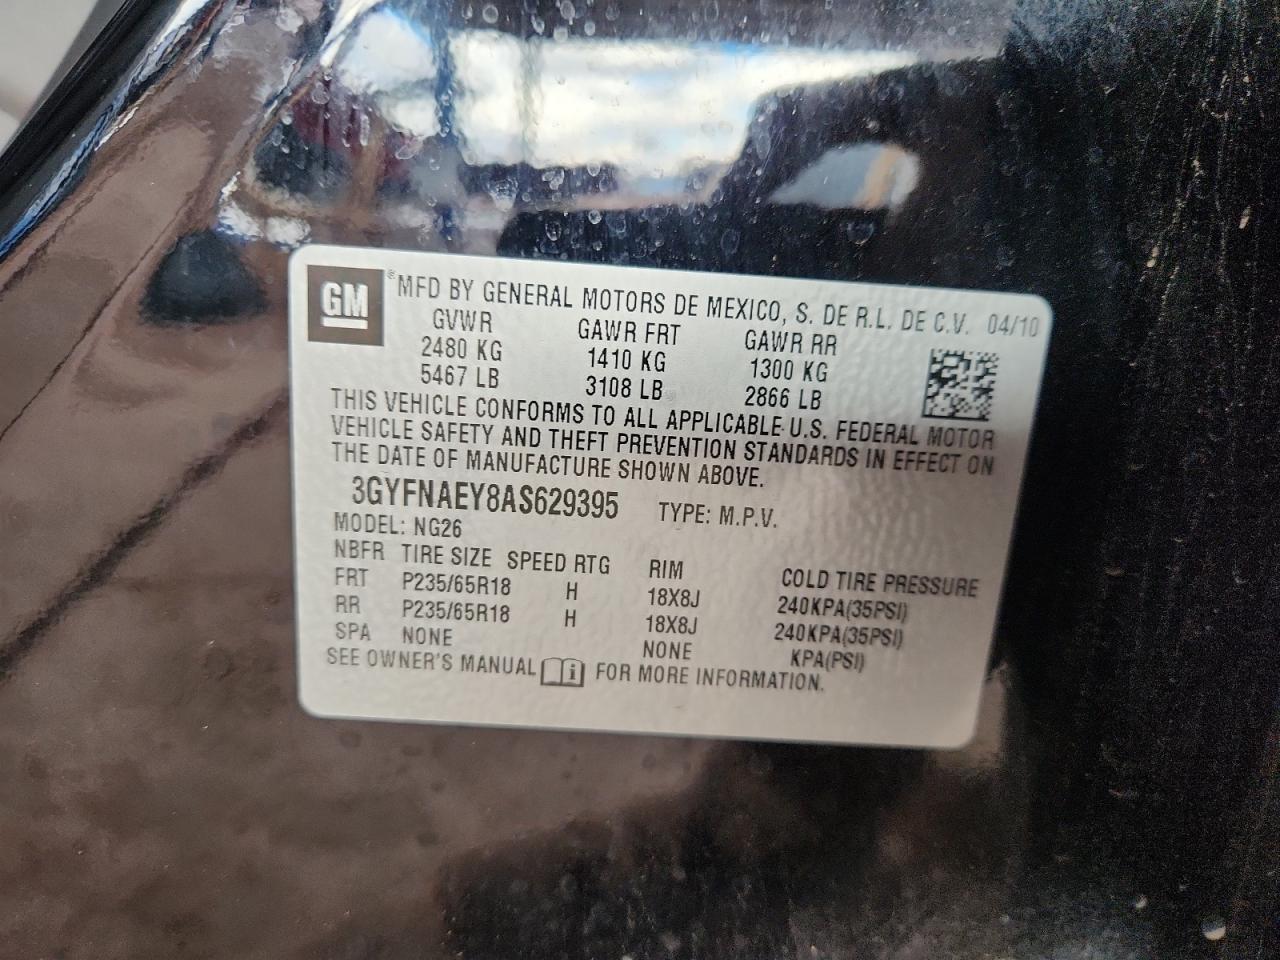 GM
®MFD BY GENERAL MOTORS DE MEXICO, S. DE R.L. DE C.V. 04/10
GVWR GAWR FRT GAWR RR
2480 KG 1410 KG 1300 KG
5467 LB 3108 LB 2866 LB
THIS VEHICLE CONFORMS TO ALL APPLICABLE U.S. FEDERAL MOTOR
VEHICLE SAFETY AND THEFT PREVENTION STANDARDS IN EFFECT ON
THE DATE OF MANUFACTURE SHOWN ABOVE.
3GYFNAEY8AS629395 TYPE: M.P.V.
MODEL: NG26
NBFR TIRE SIZE SPEED RTG RIM COLD TIRE PRESSURE
FRT P235/65R18 H 18X8J 240KPA(35PSI)
RR P235/65R18 H 18X8J 240KPA(35PSI)
SPA NONE NONE KPA(PSI)
SEE OWNER'S MANUAL FOR MORE INFORMATION.